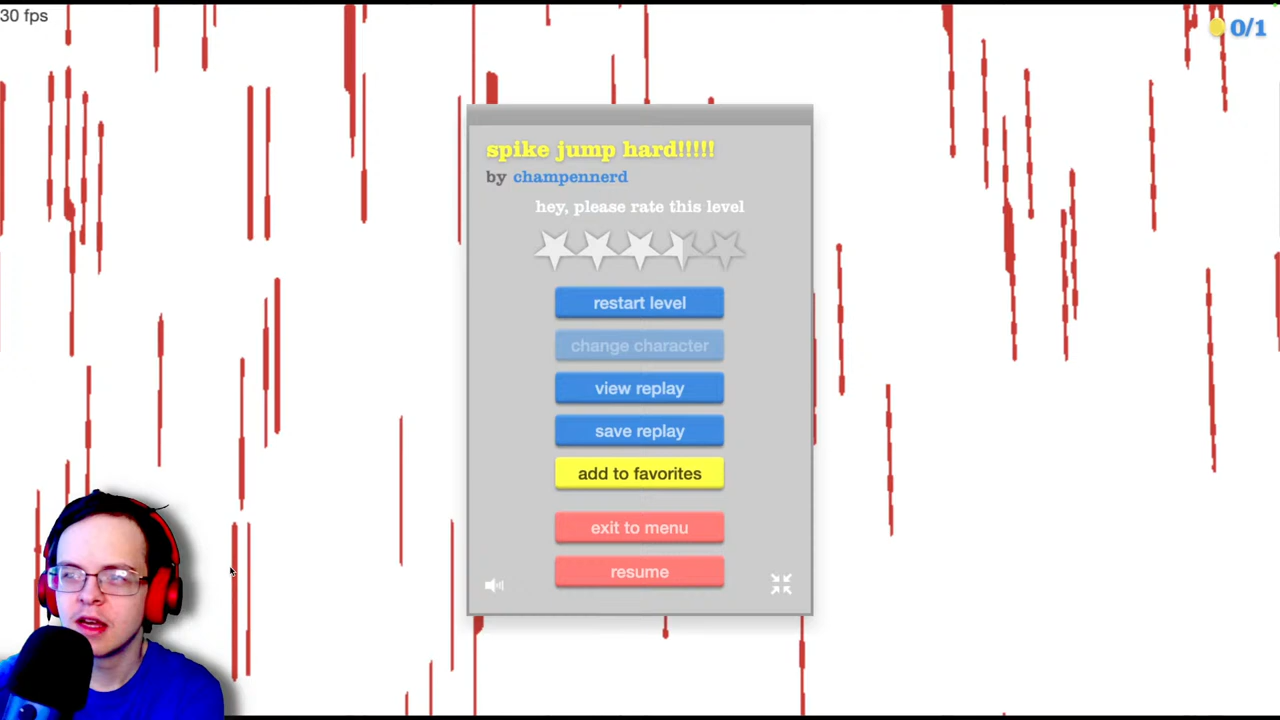 30 fps
0/1
spike jump hard!!!!!
by champennerd
hey, please rate this level
restart level
change character
view replay
save replay
add to favorites
exit to menu
resume